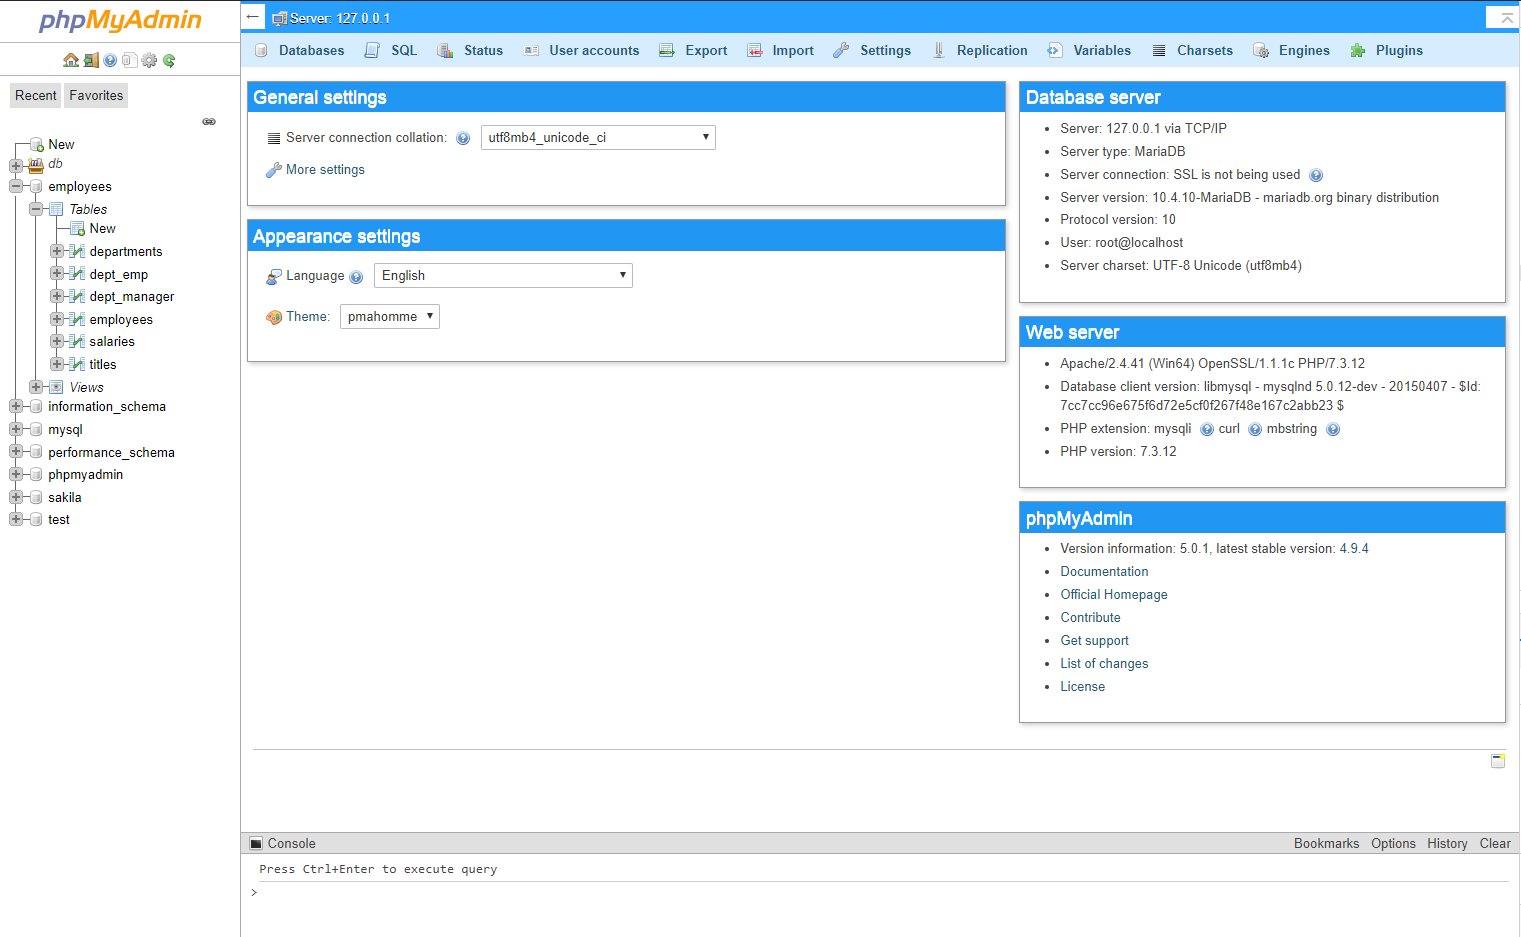 phpMyAdmin
Recent Favorites
New
db
employees
Tables
New
departments
dept_emp
dept_manager
employees
salaries
titles
Views
information_schema
mysql
performance_schema
phpmyadmin
sakila
test
Server: 127.0.0.1
Databases SQL Status User accounts Export Import Settings Replication Variables Charsets Engines Plugins
General settings
Server connection collation: utf8mb4_unicode_ci
More settings
Appearance settings
Language English
Theme: pmahomme
Database server
• Server: 127.0.0.1 via TCP/IP
• Server type: MariaDB
• Server connection: SSL is not being used
• Server version: 10.4.10-MariaDB - mariadb.org binary distribution
• Protocol version: 10
• User: root@localhost
• Server charset: UTF-8 Unicode (utf8mb4)
Web server
• Apache/2.4.41 (Win64) OpenSSL/1.1.1c PHP/7.3.12
• Database client version: libmysql - mysqlnd 5.0.12-dev - 20150407 - $Id:
7cc7cc96e675f6d72e5cf0f267f48e167c2abb23 $
• PHP extension: mysqli curl mbstring
• PHP version: 7.3.12
phpMyAdmin
• Version information: 5.0.1, latest stable version: 4.9.4
• Documentation
• Official Homepage
• Contribute
• Get support
• List of changes
• License
Console Bookmarks Options History Clear
Press Ctrl+Enter to execute query
>